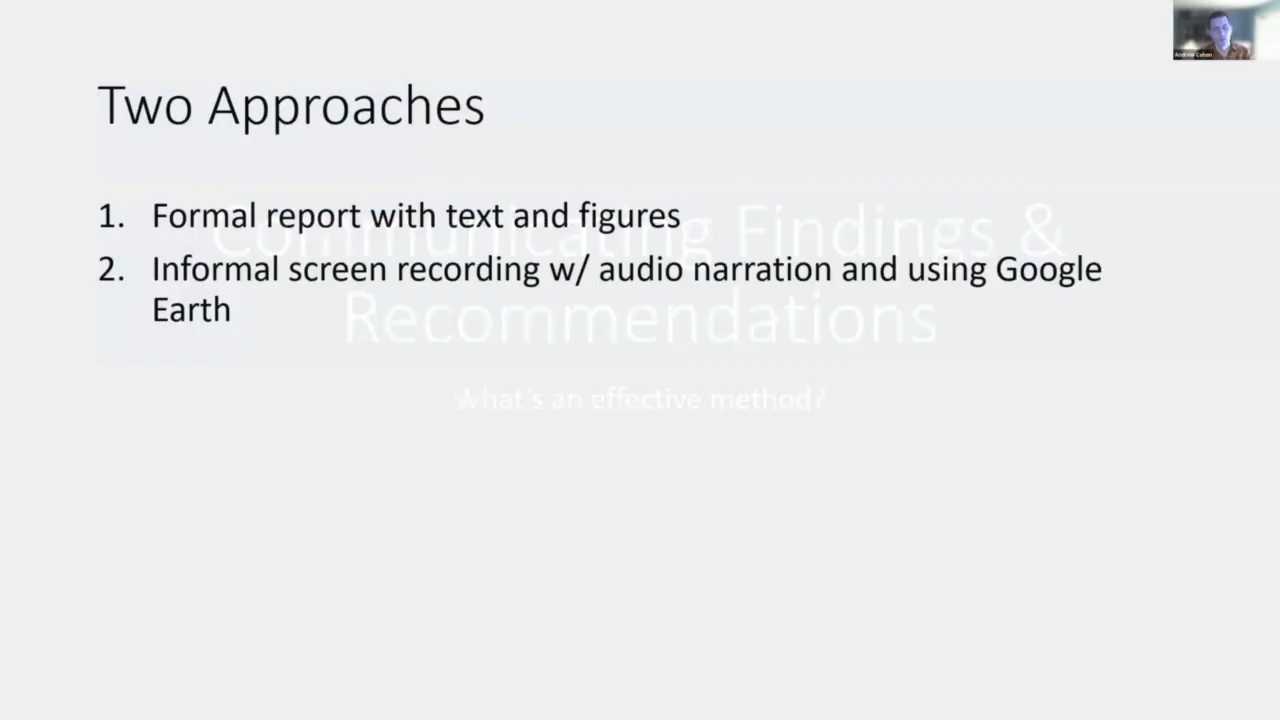 Andrew Cohen
Two Approaches
1. Formal report with text and figures
2. Informal screen recording w/ audio narration and using Google
Earth
Communicating Findings &
Recommendations
What's an effective method?